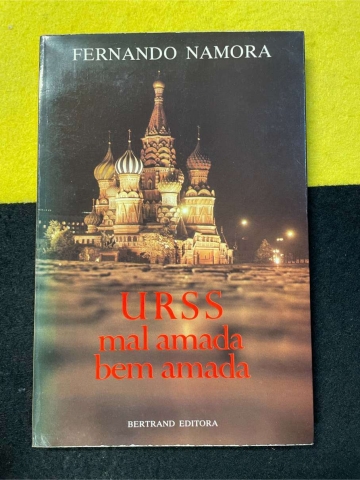 FERNANDO NAMORA
URSS
mal amada
bem amada
BERTRAND EDITORA